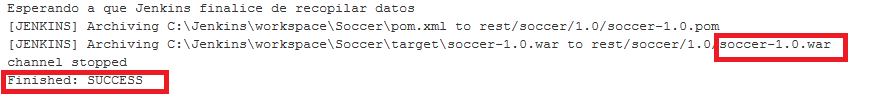 Esperando a que Jenkins finalice de recopilar datos
[JENKINS] Archiving C:\Jenkins\workspace\Soccer\pom.xml to rest/soccer/1.0/soccer-1.0.pom
[JENKINS] Archiving C:\Jenkins\workspace\Soccer\target\soccer-1.0.war to rest/soccer/1.0/soccer-1.0.war
channel stopped
Finished: SUCCESS